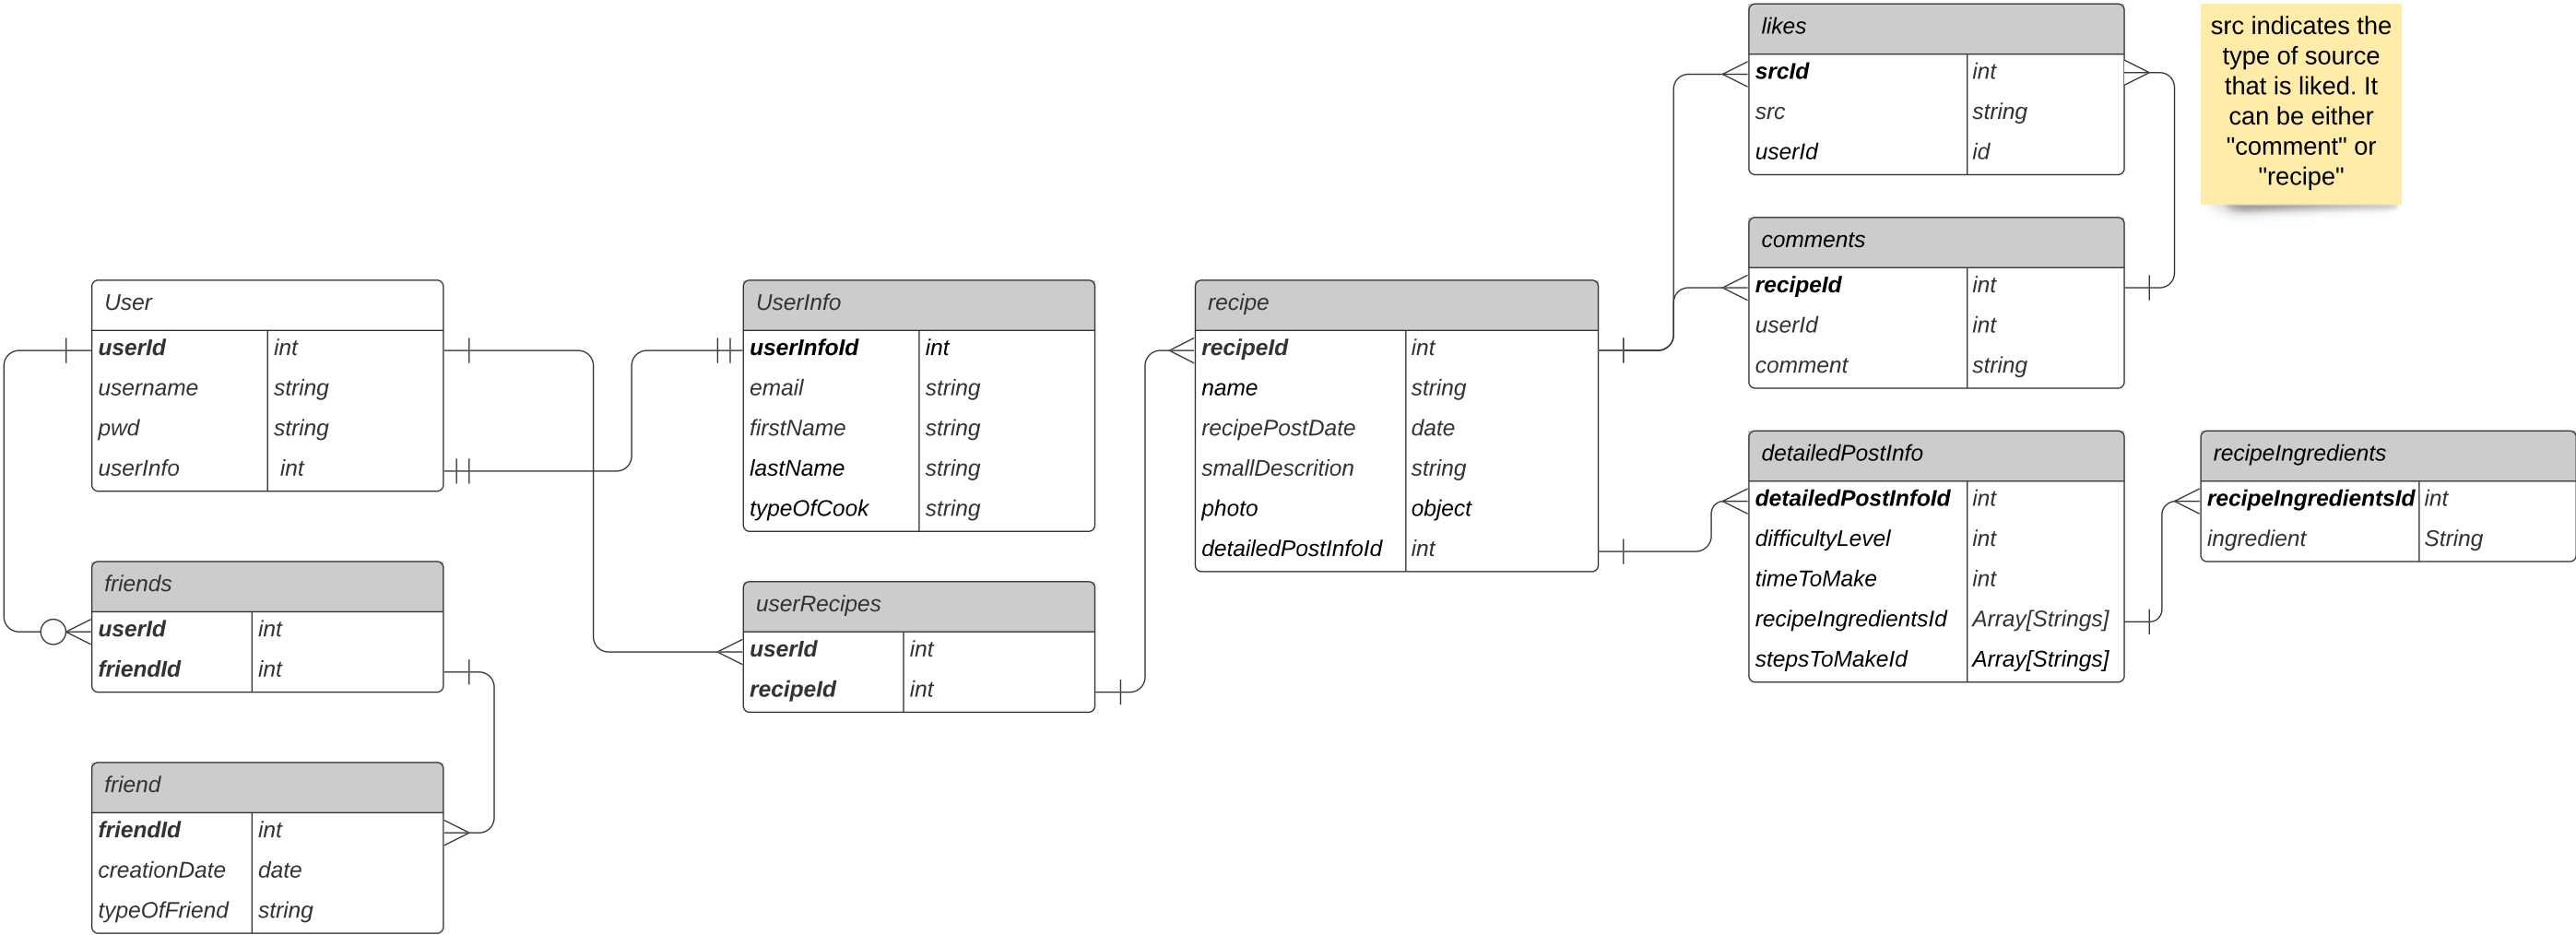 likes
srcId int
src string
userId id
src indicates the
type of source
that is liked. It
can be either
"comment" or
"recipe"
comments
recipeId int
userId int
comment string
User
userId int
username string
pwd string
userInfo int
UserInfo
userInfoId int
email string
firstName string
lastName string
typeOfCook string
recipe
recipeId int
name string
recipePostDate date
smallDescrition string
photo object
detailedPostInfoId int
detailedPostInfo
detailedPostInfoId int
difficultyLevel int
timeToMake int
recipeIngredientsId Array[Strings]
stepsToMakeId Array[Strings]
recipeIngredients
recipeIngredientsId int
ingredient String
friends
userId int
friendId int
userRecipes
userId int
recipeId int
friend
friendId int
creationDate date
typeOfFriend string